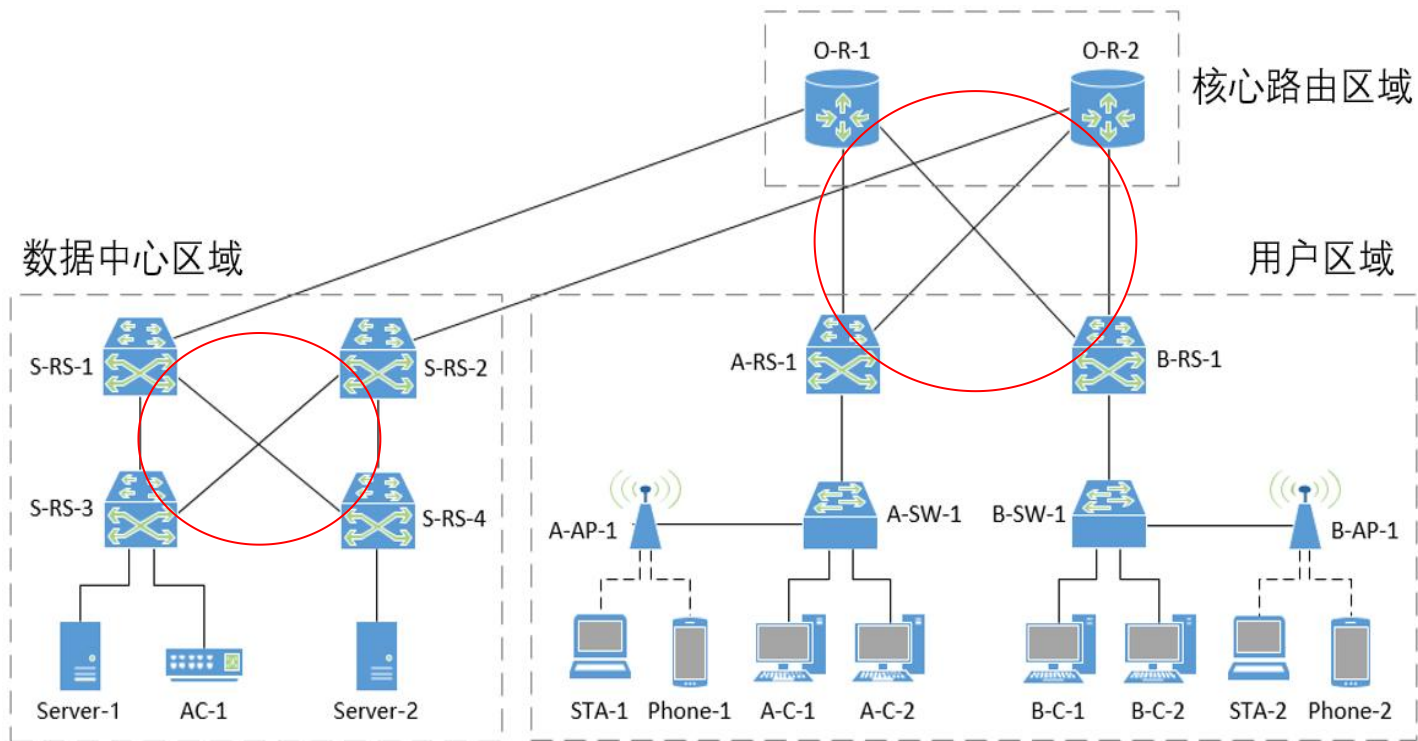 O-R-1
O-R-2
核心路由区域
数据中心区域
用户区域
S-RS-1
S-RS-2
A-RS-1
B-RS-1
S-RS-3
S-RS-4
A-AP-1
A-SW-1
B-SW-1
B-AP-1
Server-1
AC-1
Server-2
STA-1
Phone-1
A-C-1
A-C-2
B-C-1
B-C-2
STA-2
Phone-2